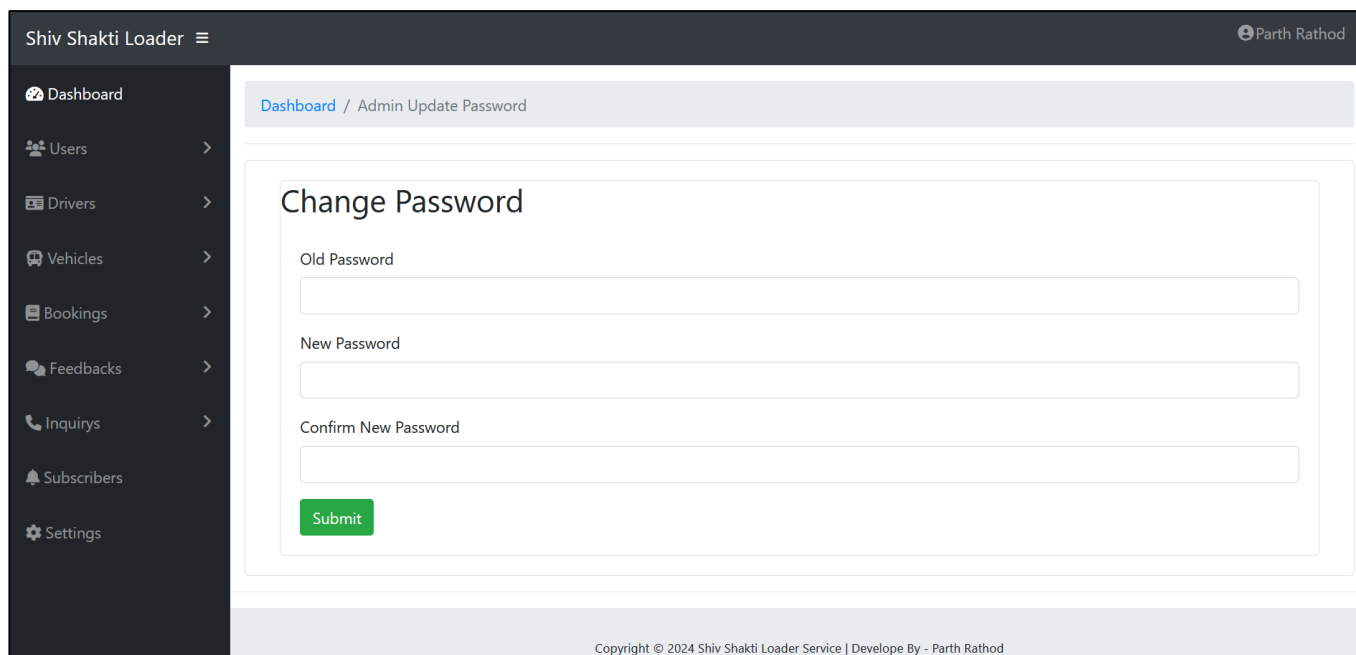 Shiv Shakti Loader
Parth Rathod
Dashboard
Users
Drivers
Vehicles
Bookings
Feedbacks
Inquirys
Subscribers
Settings
Dashboard / Admin Update Password
Change Password
Old Password
New Password
Confirm New Password
Submit
Copyright © 2024 Shiv Shakti Loader Service | Develope By - Parth Rathod